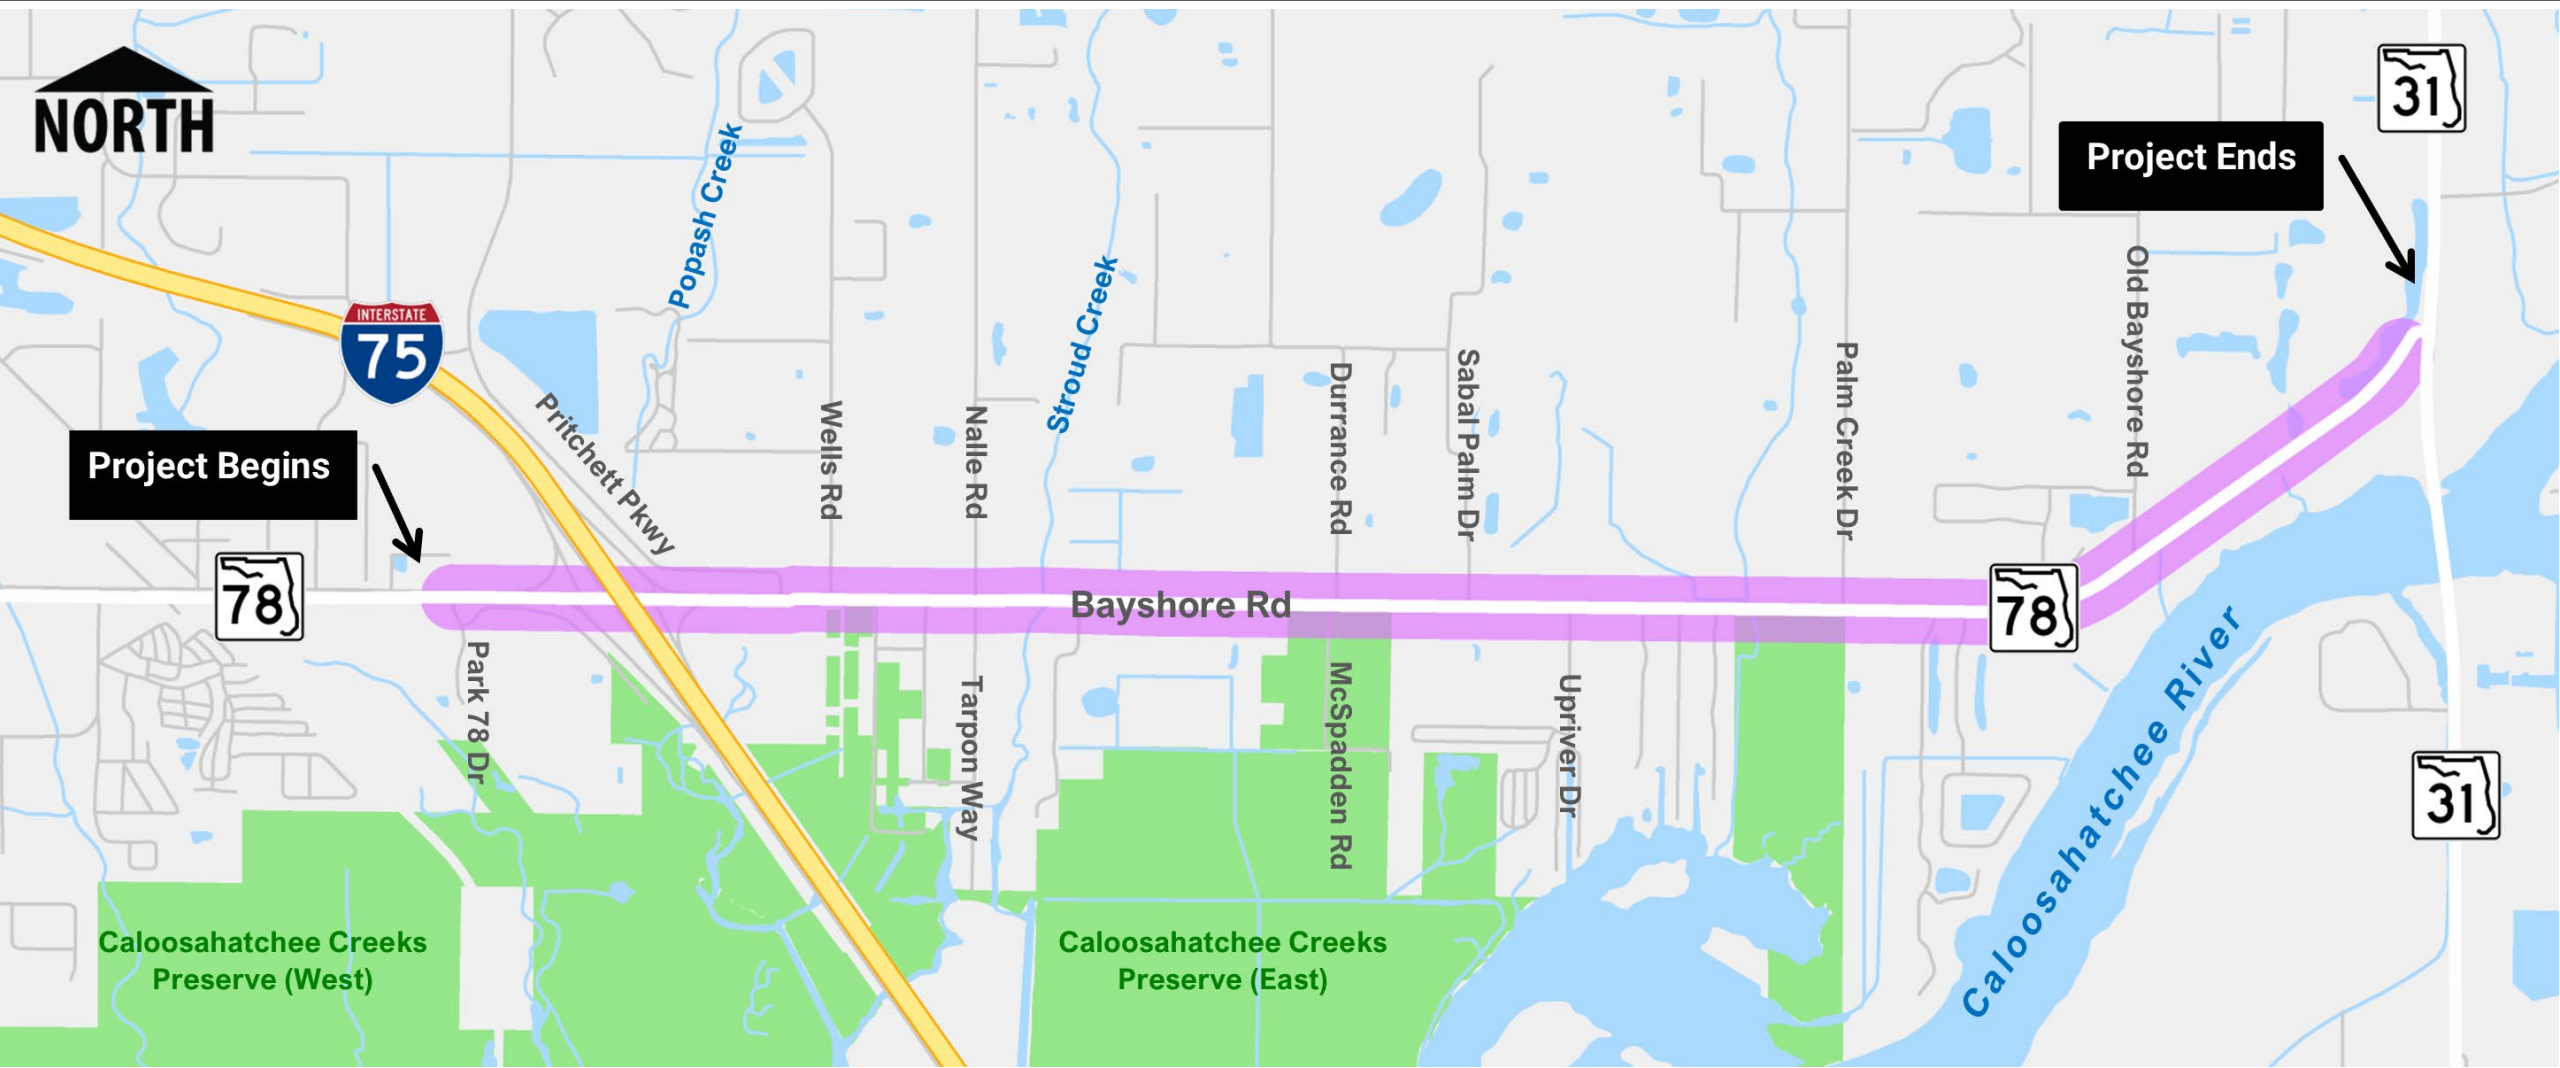 NORTH
31
Project Ends
Popash Creek
Stroud Creek
Old Bayshore Rd
INTERSTATE
75
Pritchett Pkwy
Wells Rd
Nalle Rd
Durrance Rd
Sabal Palm Dr
Palm Creek Dr
Project Begins
78
Bayshore Rd
78
Park 78 Dr
Tarpon Way
McSpadden Rd
Upriver Dr
Caloosahatchee River
31
Caloosahatchee Creeks
Preserve (West)
Caloosahatchee Creeks
Preserve (East)